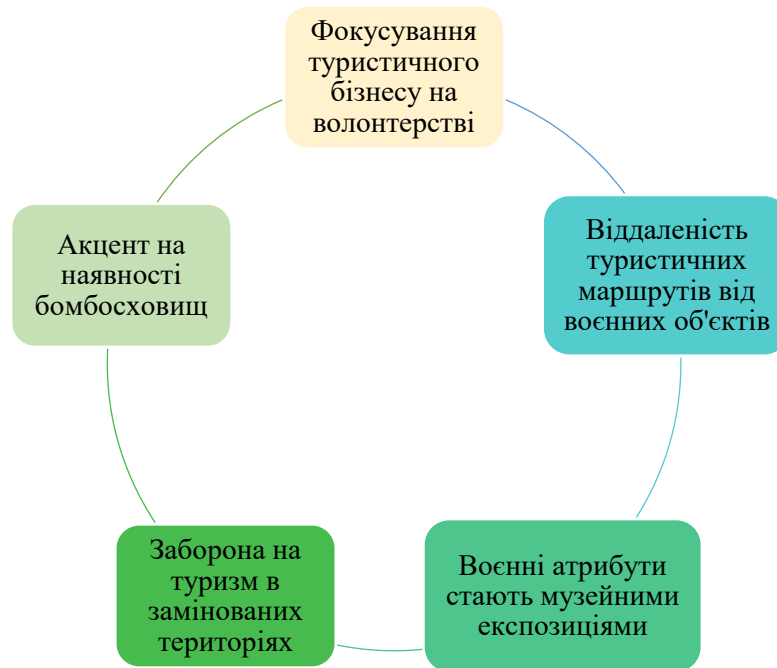 Фокусування
туристичного
бізнесу на
волонтерстві
Віддаленість
туристичних
маршрутів від
воєнних об'єктів
Воєнні атрибути
стають музейними
експозиціями
Заборона на
туризм в
замінованих
територіях
Акцент на
наявності
бомбосховищ